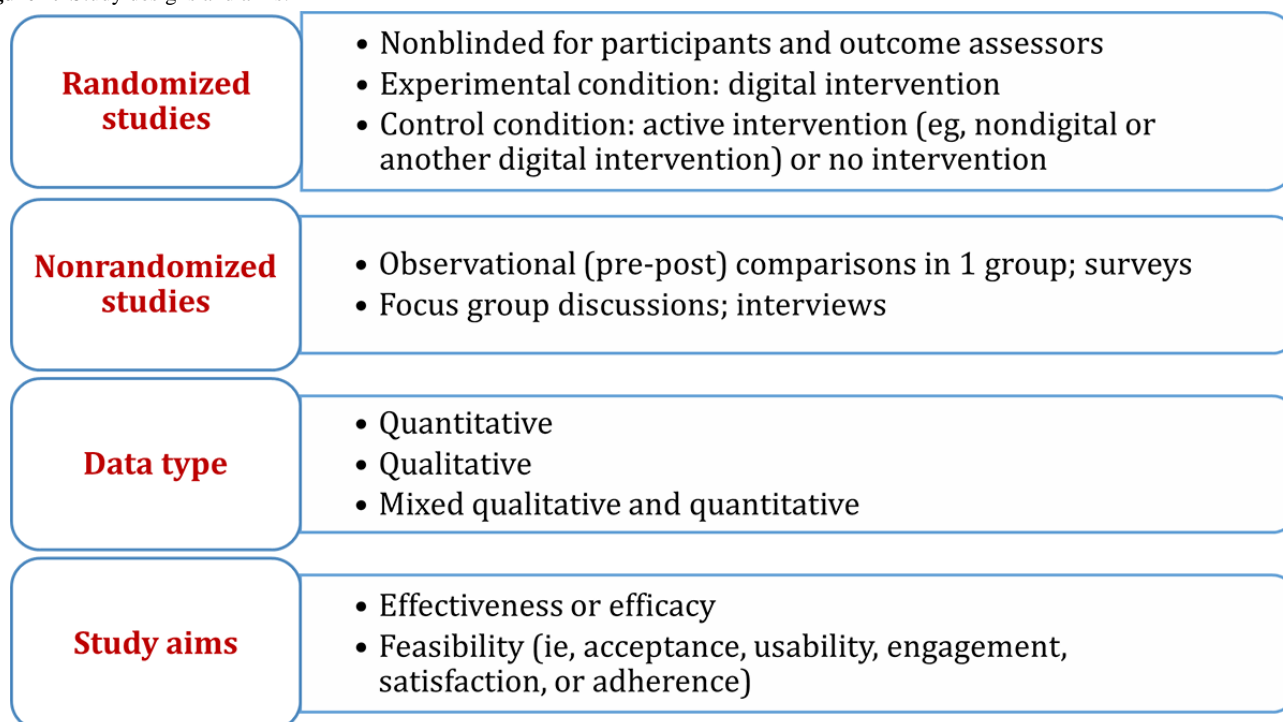 Randomized
studies
• Nonblinded for participants and outcome assessors
• Experimental condition: digital intervention
• Control condition: active intervention (eg, nondigital or
another digital intervention) or no intervention
Nonrandomized
studies
• Observational (pre-post) comparisons in 1 group; surveys
• Focus group discussions; interviews
Data type
• Quantitative
• Qualitative
• Mixed qualitative and quantitative
Study aims
• Effectiveness or efficacy
• Feasibility (ie, acceptance, usability, engagement,
satisfaction, or adherence)